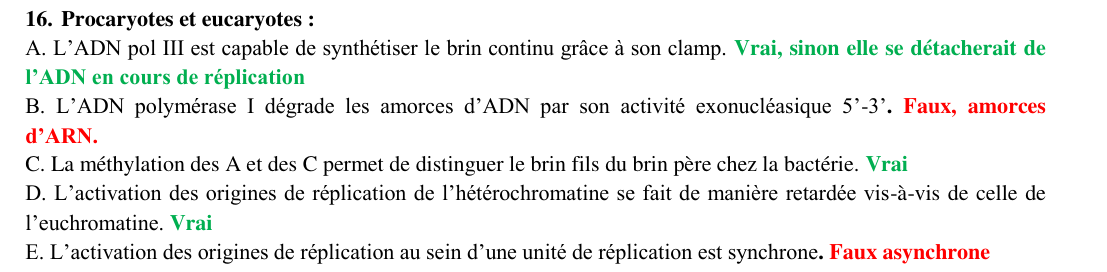 16. Procaryotes et eucaryotes :
A. L’ADN pol III est capable de synthétiser le brin continu grâce à son clamp. Vrai, sinon elle se détacherait de
l’ADN en cours de réplication
B. L’ADN polymérase I dégrade les amorces d’ADN par son activité exonucléasique 5’-3’. Faux, amorces
d’ARN.
C. La méthylation des A et des C permet de distinguer le brin fils du brin père chez la bactérie. Vrai
D. L’activation des origines de réplication de l’hétérochromatine se fait de manière retardée vis-à-vis de celle de
l’euchromatine. Vrai
E. L’activation des origines de réplication au sein d’une unité de réplication est synchrone. Faux asynchrone